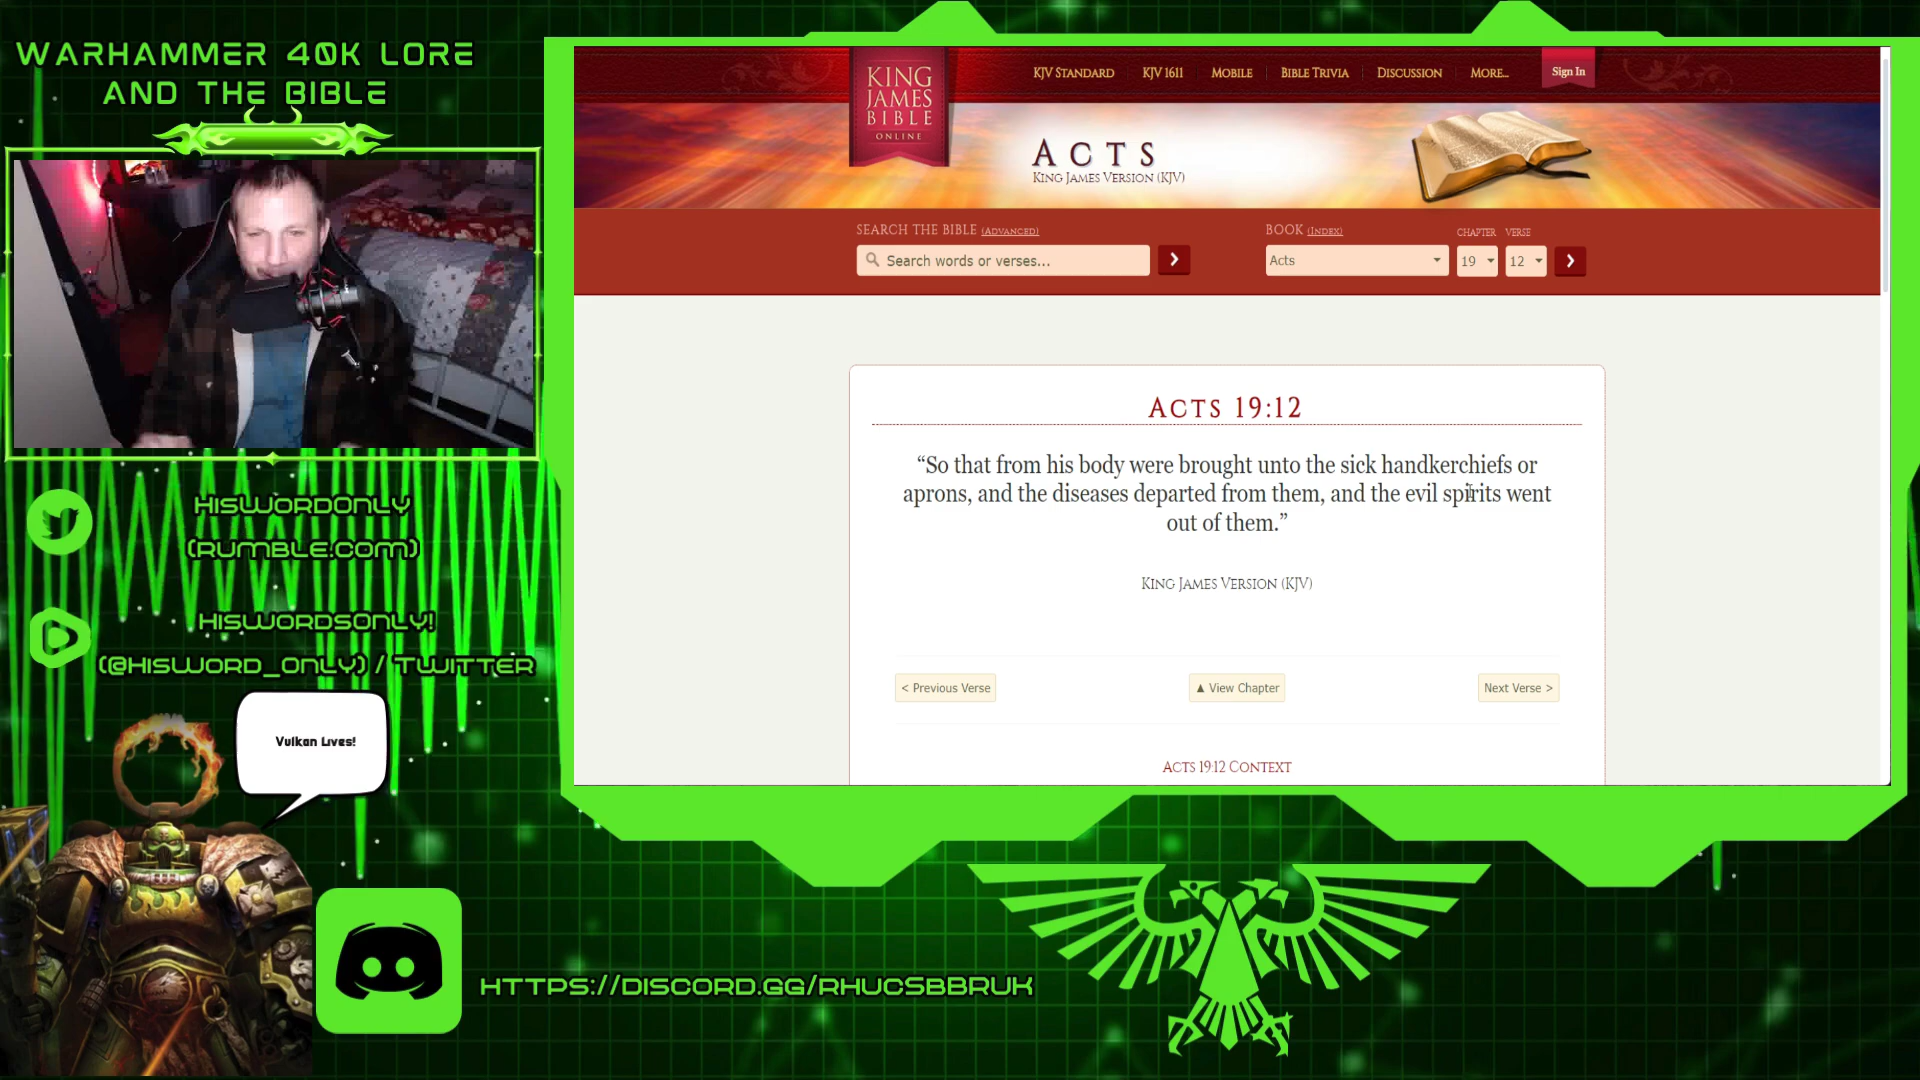 WARHAMMER 40K LORE
AND THE BIBLE
HISWORDONLY
(RUMBLE.COM)
HISWORDSONLY!
(@HISWORD_ONLY) / TWITTER
Vulkan Lives!
HTTPS://DISCORD.GG/RHUCSBBRUK
KING
JAMES
BIBLE
ONLINE
KJV Standard KJV 1611 Mobile Bible Trivia Discussion More... Sign In
ACTS
King James Version (KJV)
SEARCH THE BIBLE (Advanced)
Search words or verses...
BOOK (Index) CHAPTER VERSE
Acts 19 12
Acts 19:12
“So that from his body were brought unto the sick handkerchiefs or
aprons, and the diseases departed from them, and the evil spirits went
out of them.”
King James Version (KJV)
< Previous Verse ▲ View Chapter Next Verse >
Acts 19:12 Context